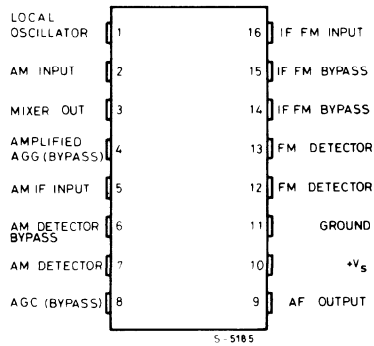 LOCAL
OSCILLATOR 1
16 IF FM INPUT
AM INPUT 2
15 IF FM BYPASS
MIXER OUT 3
14 IF FM BYPASS
AMPLIFIED
AGG (BYPASS) 4
13 FM DETECTOR
AM IF INPUT 5
12 FM DETECTOR
AM DETECTOR
BYPASS 6
11 GROUND
AM DETECTOR 7
10 +Vs
AGC (BYPASS) 8
9 AF OUTPUT
S-5185